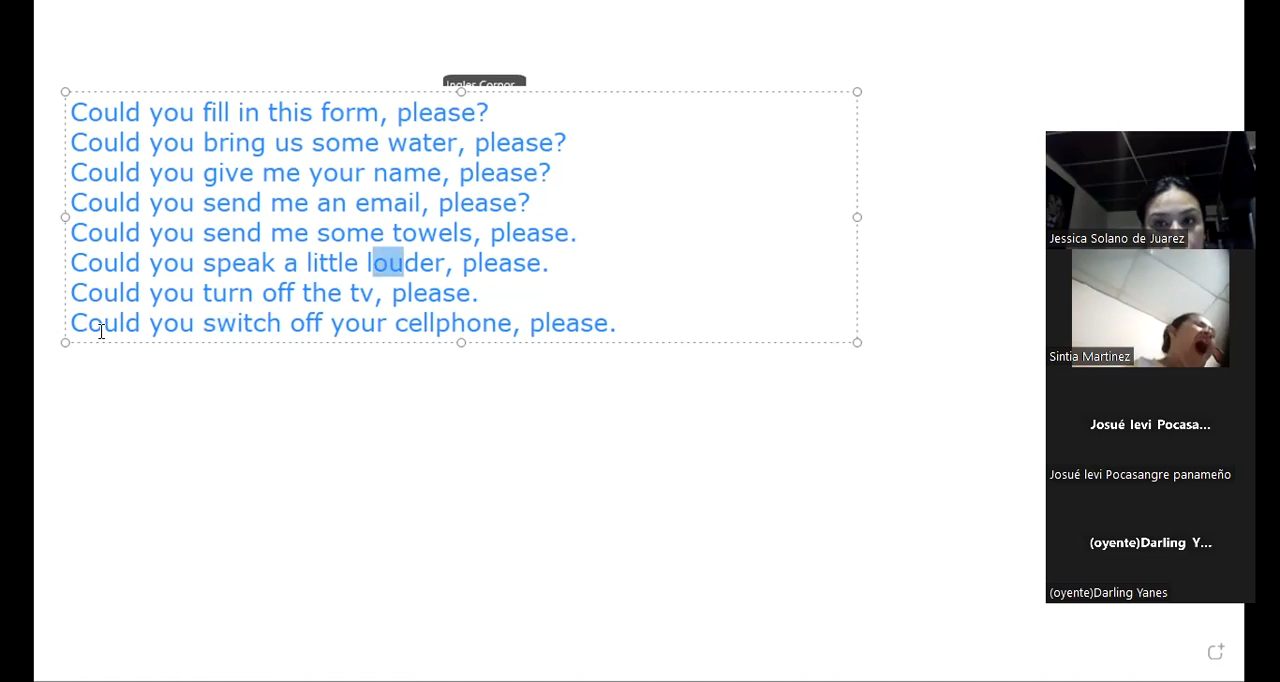 Ingles Corner
Could you fill in this form, please?
Could you bring us some water, please?
Could you give me your name, please?
Could you send me an email, please?
Could you send me some towels, please.
Could you speak a little louder, please.
Could you turn off the tv, please.
Could you switch off your cellphone, please.
Jessica Solano de Juarez
Sintia Martinez
Josué levi Pocasa...
Josué levi Pocasangre panameño
(oyente)Darling Y...
(oyente)Darling Yanes